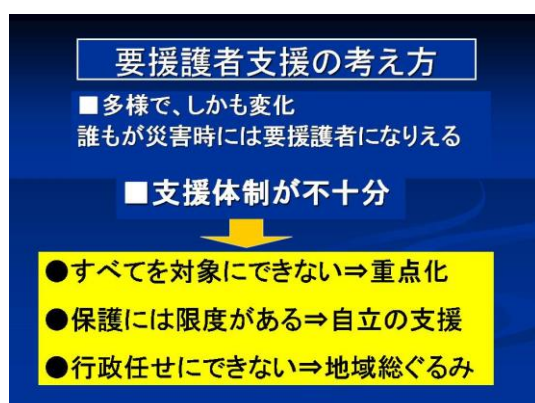 要援護者支援の考え方
■多様で、しかも変化
誰もが災害時には要援護者になりえる
■支援体制が不十分
●すべてを対象にできない⇒重点化
●保護には限度がある⇒自立の支援
●行政任せにできない⇒地域総ぐるみ